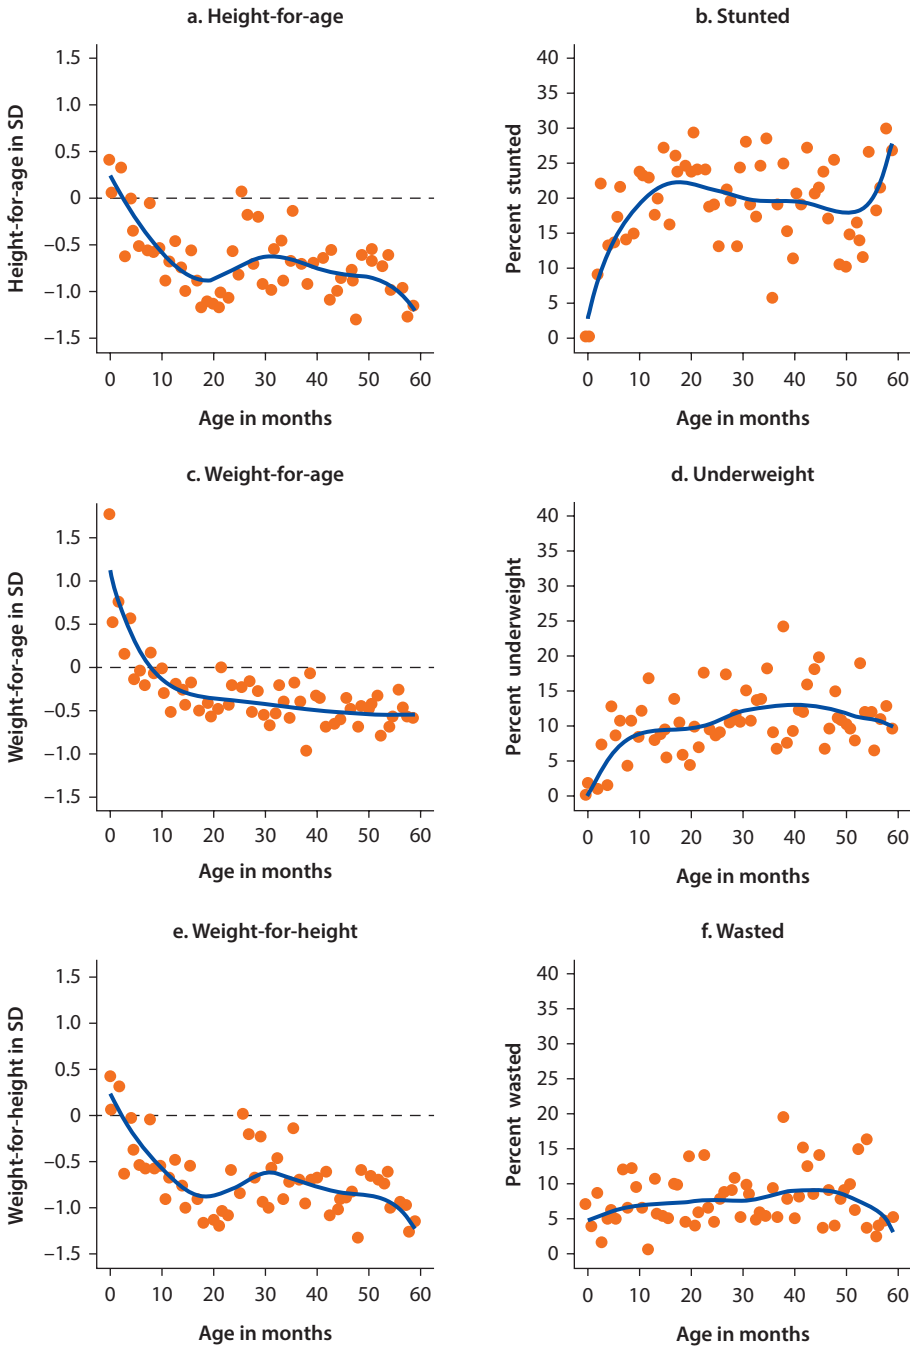 a. Height-for-age
1.5
1.0
0.5
0
–0.5
–1.0
–1.5
Height-for-age in SD
0 10 20 30 40 50 60
Age in months
b. Stunted
40
35
30
25
20
15
10
5
0
Percent stunted
0 10 20 30 40 50 60
Age in months
c. Weight-for-age
1.5
1.0
0.5
0
–0.5
–1.0
–1.5
Weight-for-age in SD
0 10 20 30 40 50 60
Age in months
d. Underweight
40
35
30
25
20
15
10
5
0
Percent underweight
0 10 20 30 40 50 60
Age in months
e. Weight-for-height
1.5
1.0
0.5
0
–0.5
–1.0
–1.5
Weight-for-height in SD
0 10 20 30 40 50 60
Age in months
f. Wasted
40
35
30
25
20
15
10
5
0
Percent wasted
0 10 20 30 40 50 60
Age in months